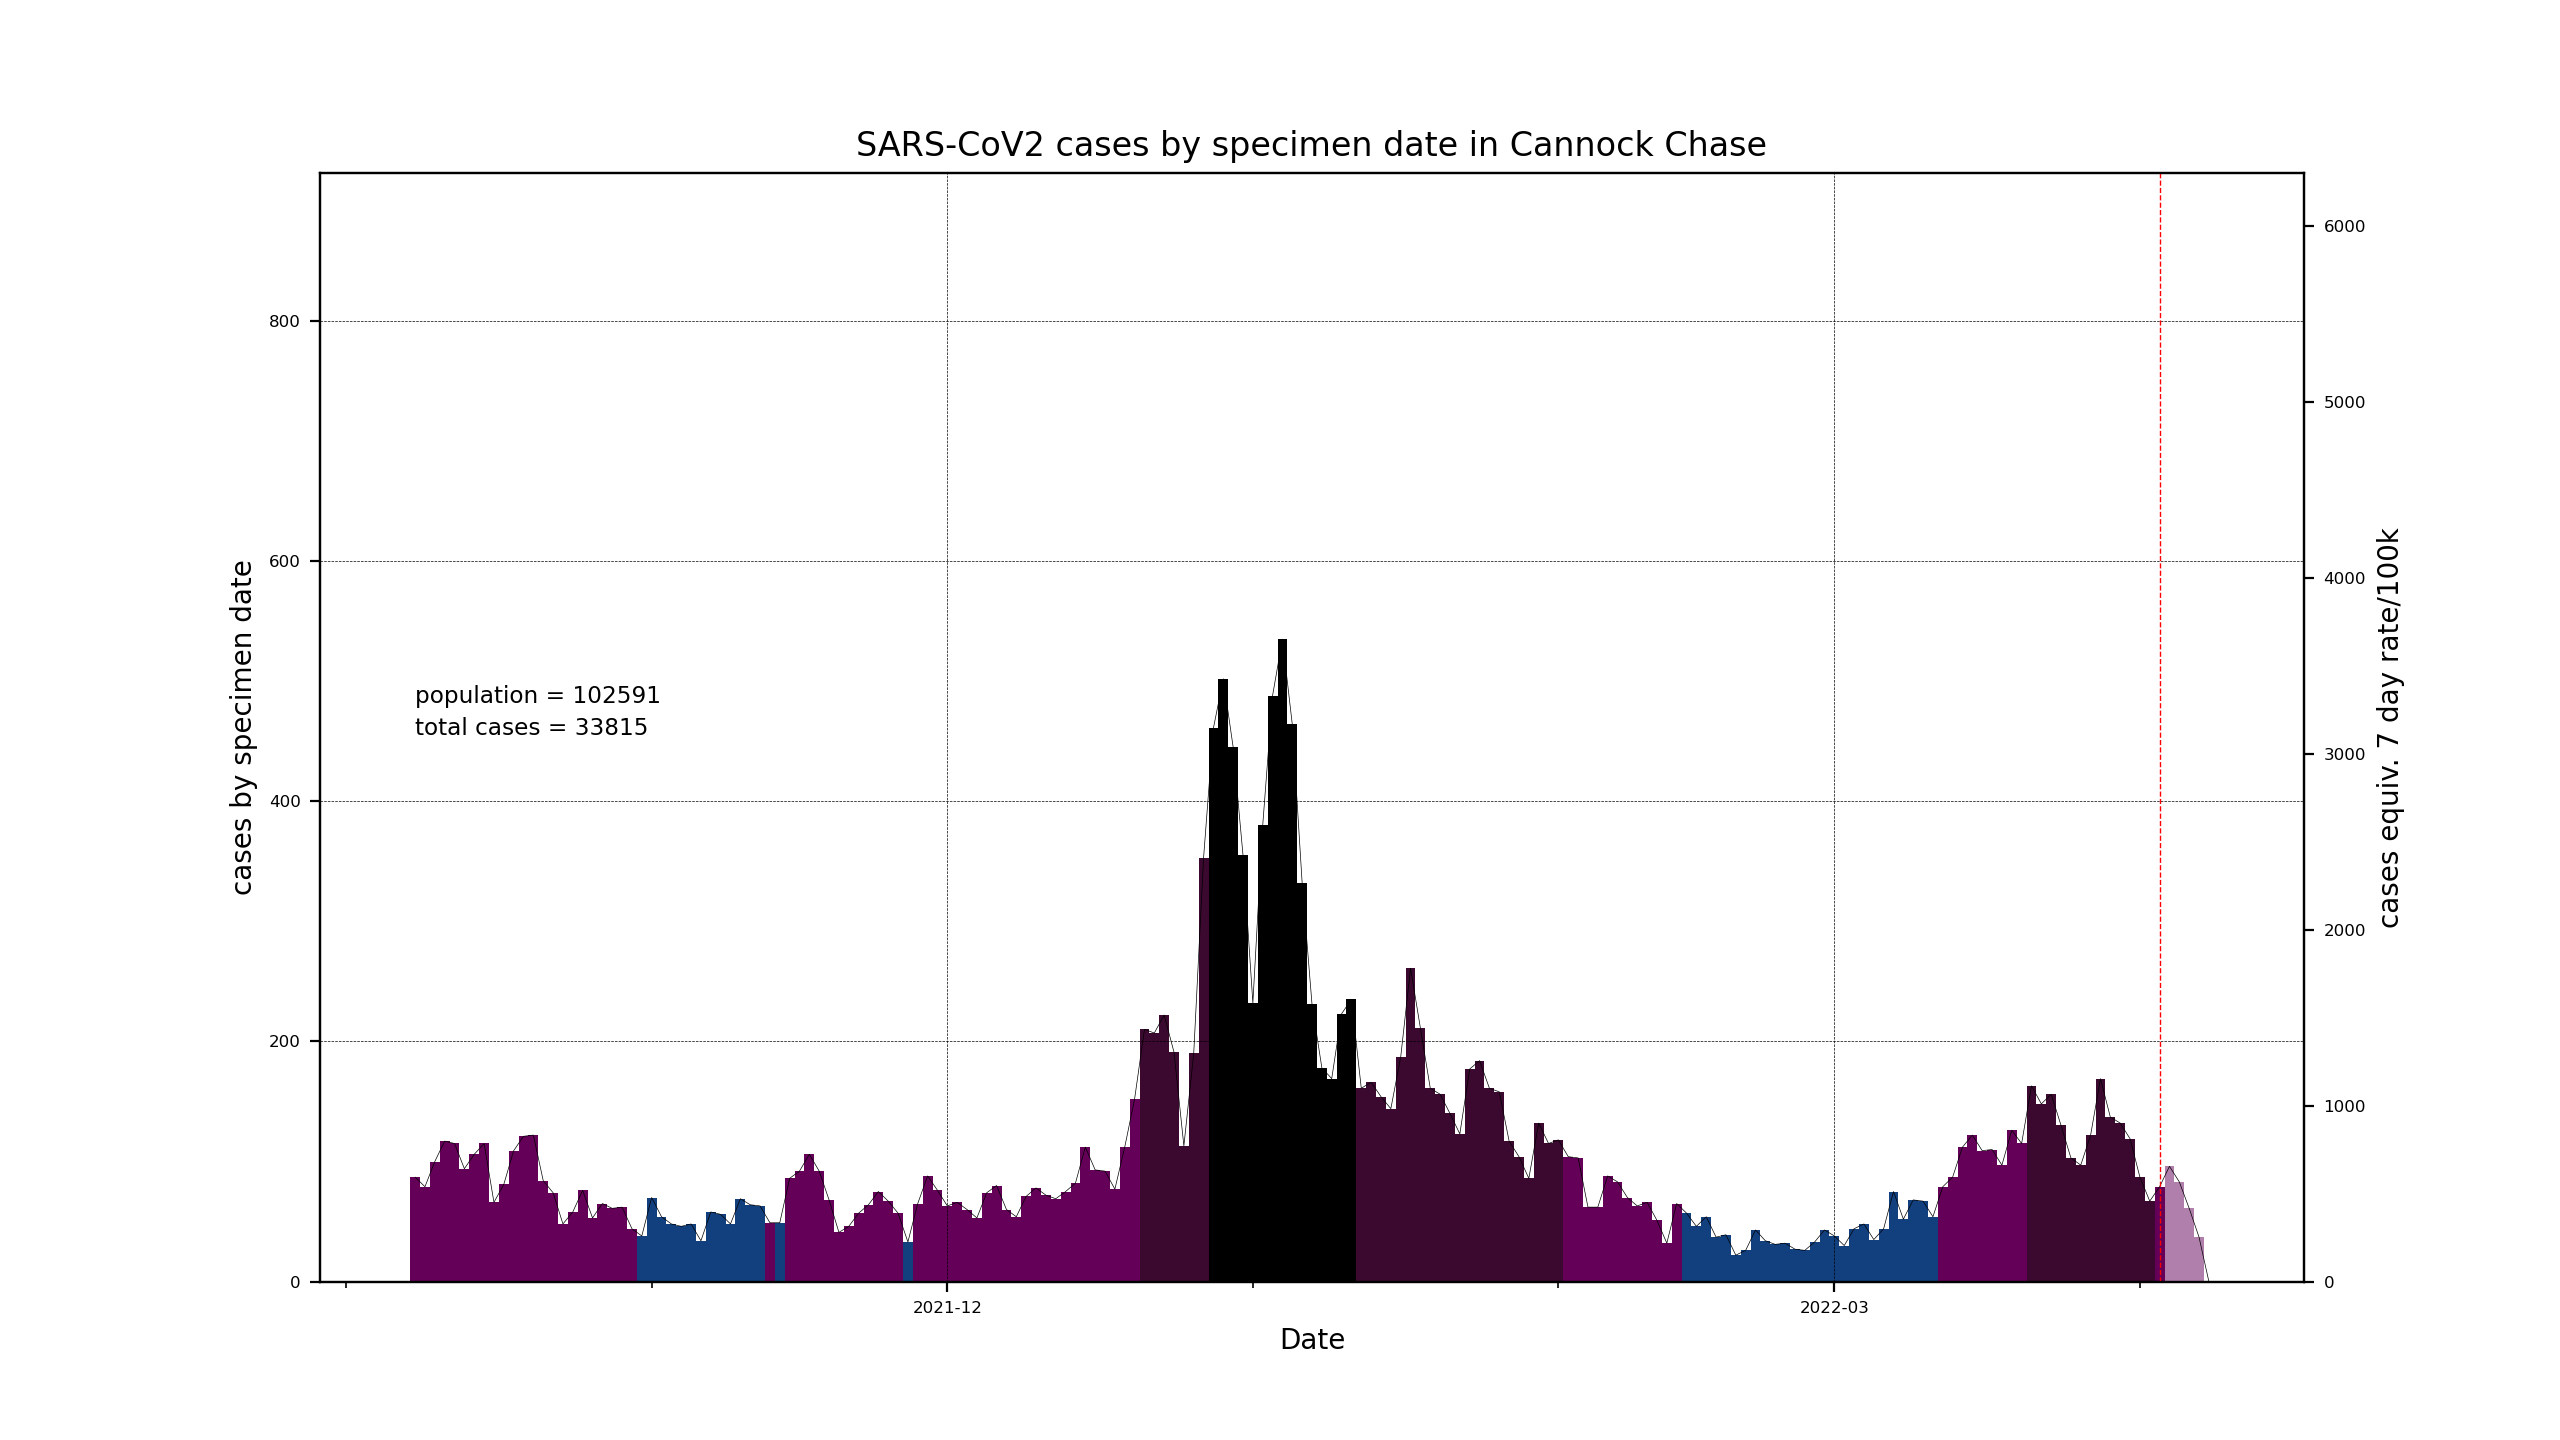 SARS-CoV2 cases by specimen date in Cannock Chase
cases by specimen date
800
600
400
200
0
population = 102591
total cases = 33815
6000
5000
4000
3000
2000
1000
0
cases equiv. 7 day rate/100k
2021-12
2022-03
Date